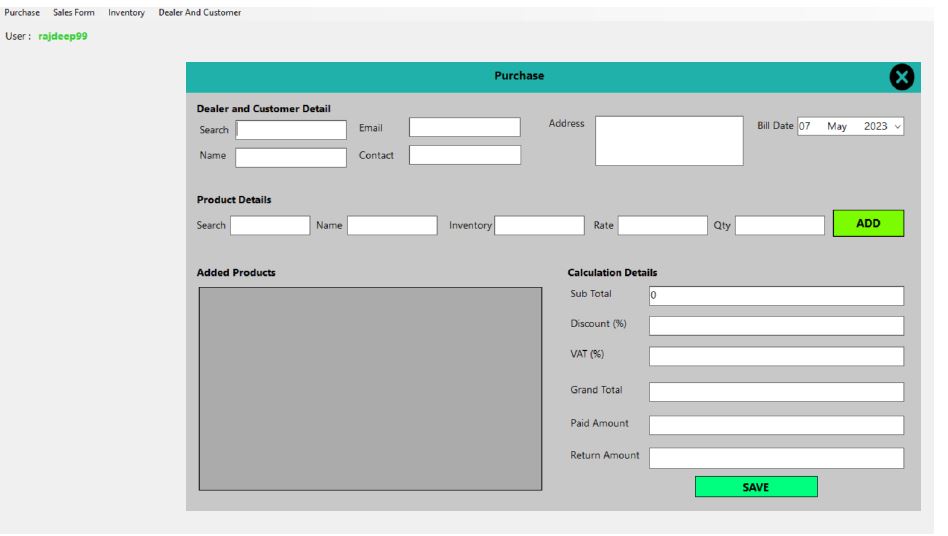 Purchase Sales Form Inventory Dealer And Customer
User : rajdeep99
Purchase
Dealer and Customer Detail
Search Email Address Bill Date 07 May 2023
Name Contact
Product Details
Search Name Inventory Rate Qty ADD
Added Products Calculation Details
Sub Total 0
Discount (%)
VAT (%)
Grand Total
Paid Amount
Return Amount
SAVE